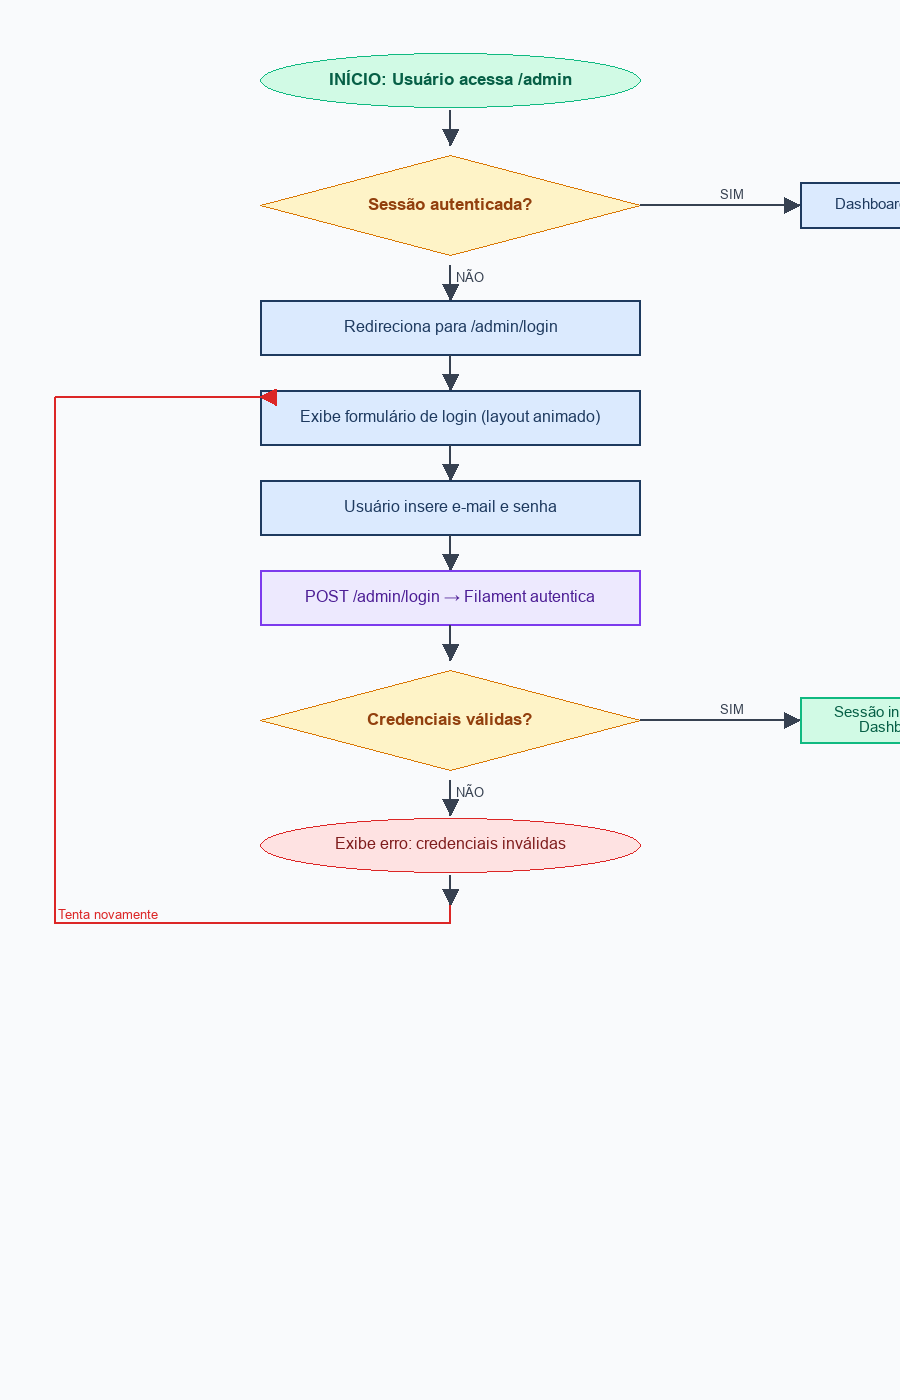 INÍCIO: Usuário acessa /admin
Sessão autenticada?
SIM
NÃO
Redireciona para /admin/login
Exibe formulário de login (layout animado)
Usuário insere e-mail e senha
POST /admin/login → Filament autentica
Credenciais válidas?
SIM
Sessão
NÃO
Exibe erro: credenciais inválidas
Tenta novamente